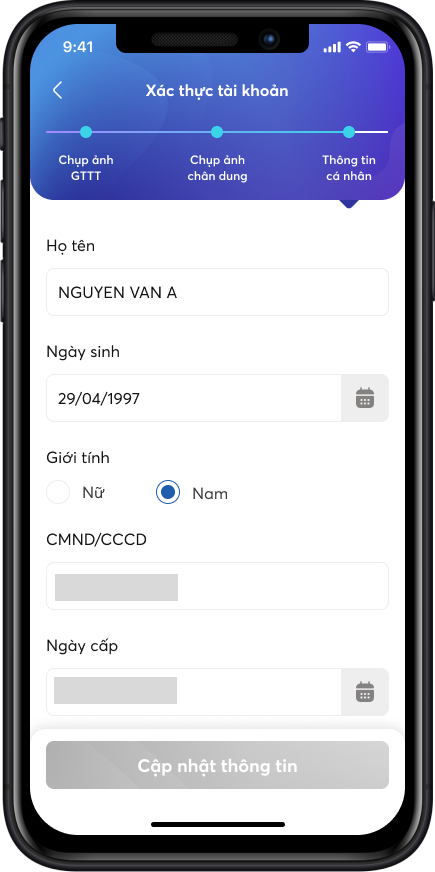 9:41
Xác thực tài khoản
Chụp ảnh
GTTT
Chụp ảnh
chân dung
Thông tin
cá nhân
Họ tên
NGUYEN VAN A
Ngày sinh
29/04/1997
Giới tính
Nữ
Nam
CMND/CCCD
Ngày cấp
Cập nhật thông tin